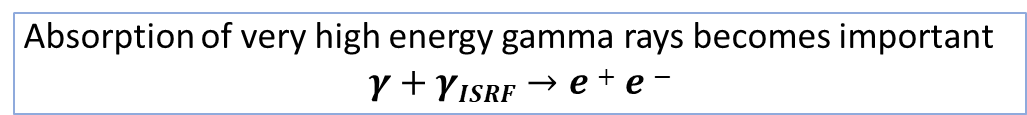 Absorption of very high energy gamma rays becomes important
γ + γ_ISRF → e⁺ e⁻